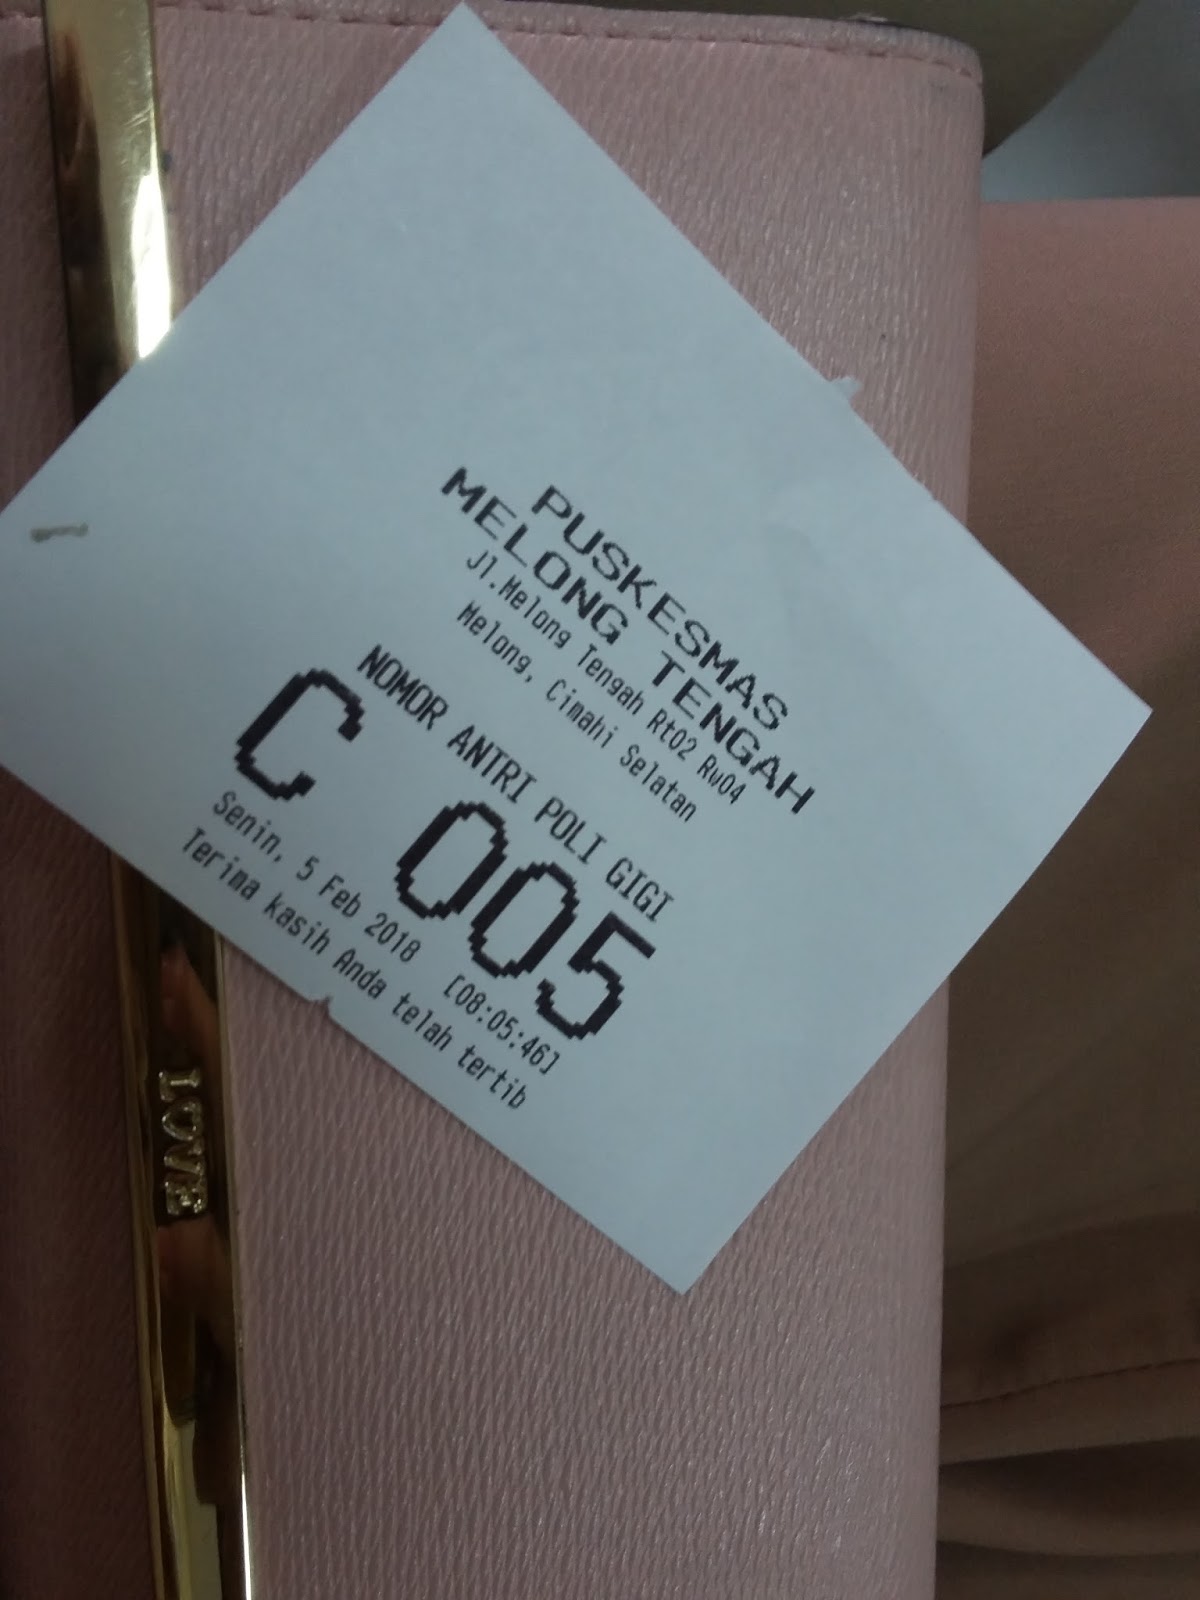 PUSKESMAS
MELONG TENGAH
Jl.Melong Tengah Rt02 Rw04
Melong, Cimahi Selatan
NOMOR ANTRI POLI GIGI
C 005
Senin, 5 Feb 2018 [08:05:46]
Terima kasih Anda telah tertib
LOVE